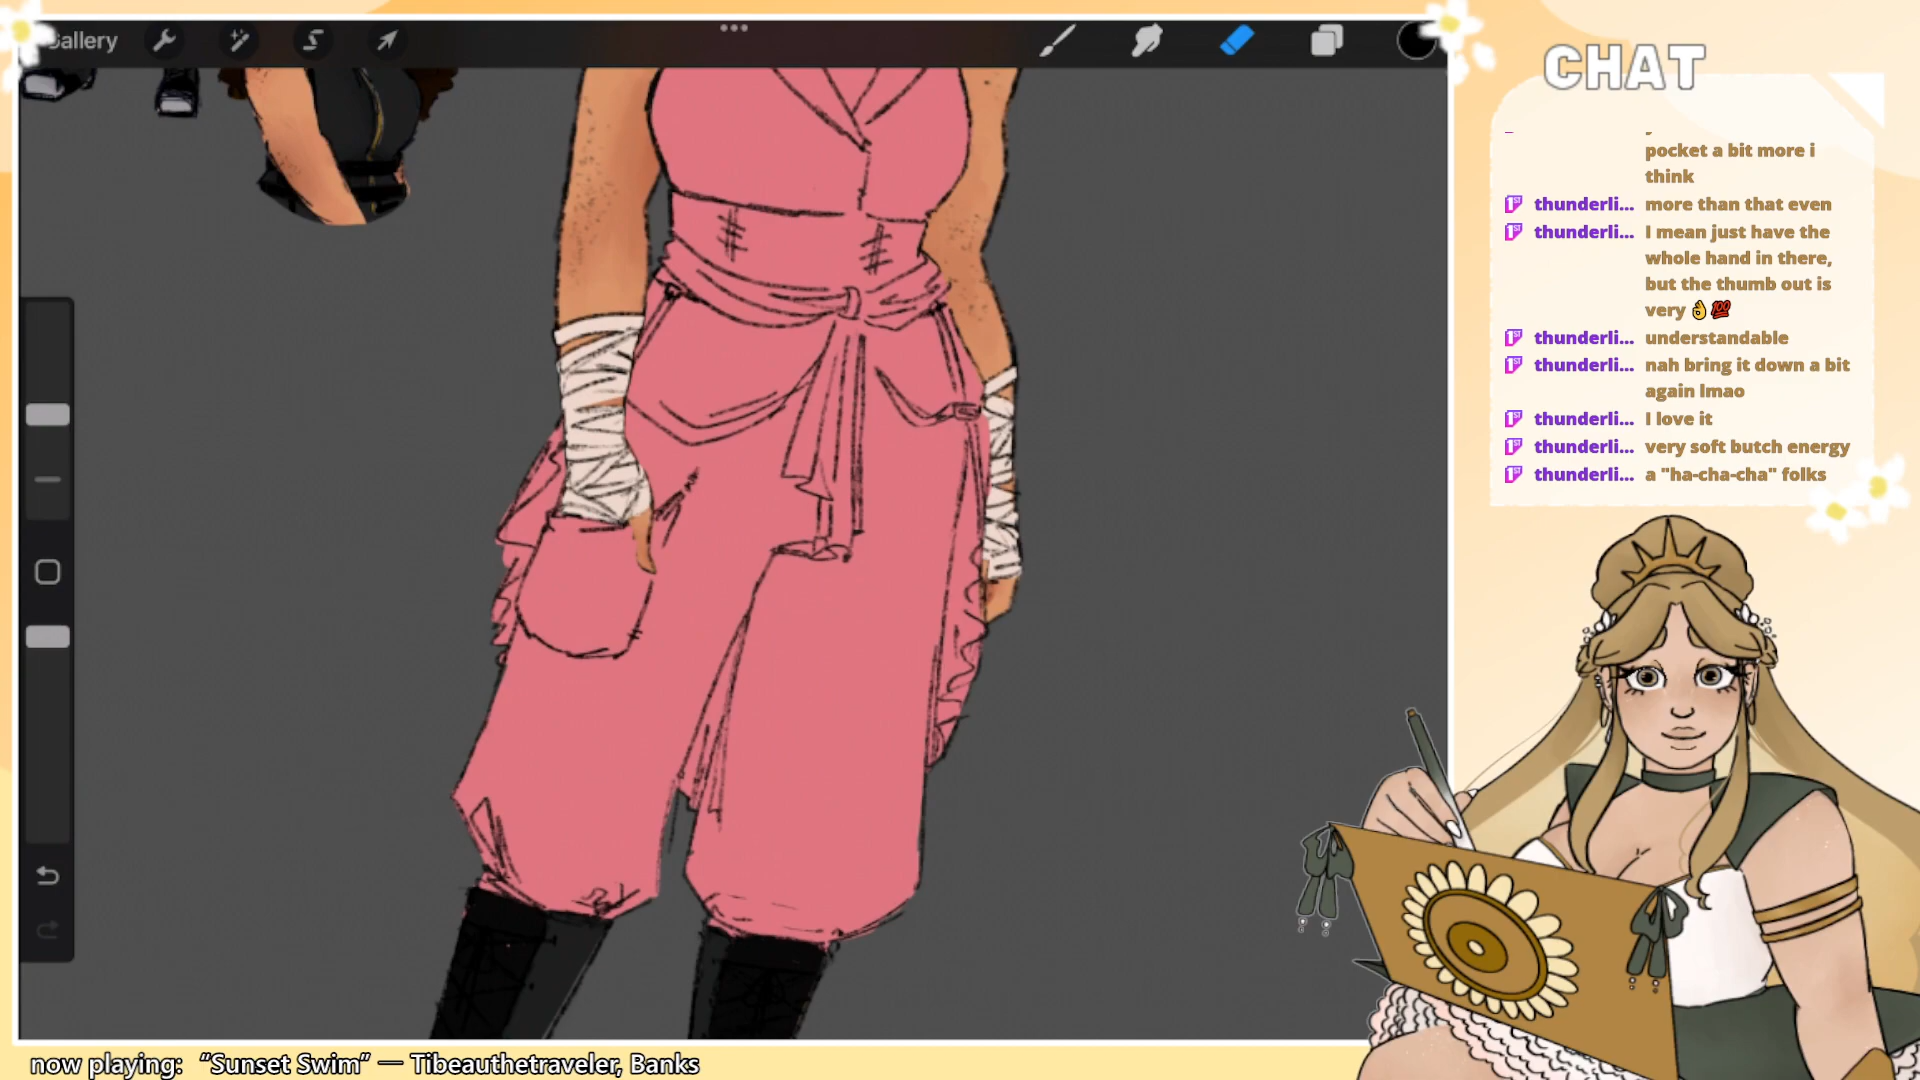 Gallery
CHAT
pocket a bit more i
think
thunderli... more than that even
thunderli... I mean just have the
whole hand in there,
but the thumb out is
very 👌💯
thunderli... understandable
thunderli... nah bring it down a bit
again lmao
thunderli... I love it
thunderli... very soft butch energy
thunderli... a "ha-cha-cha" folks
now playing: “Sunset Swim” — Tibeauthetraveler, Banks